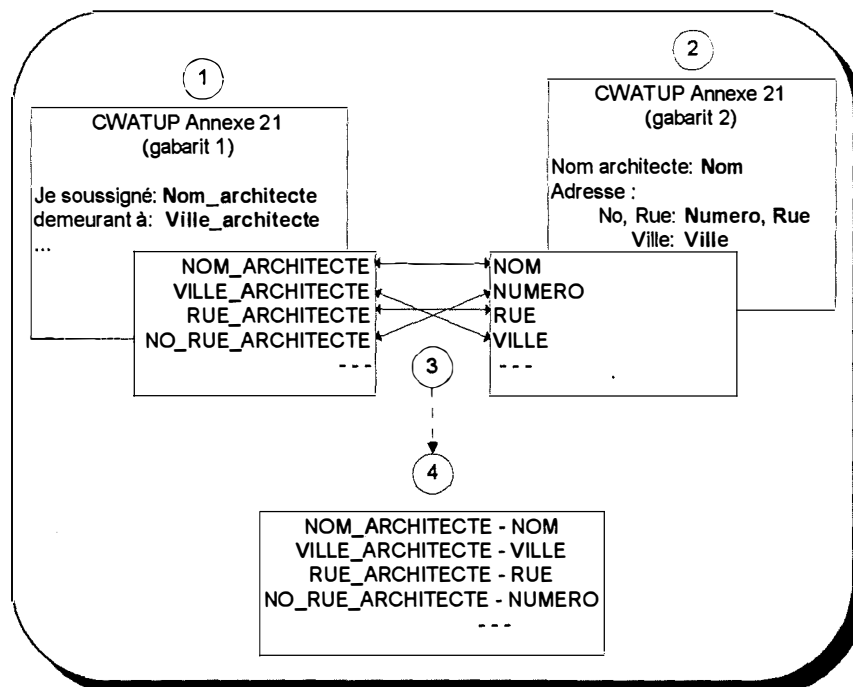 1
CWATUP Annexe 21
(gabarit 1)
Je soussigné: Nom_architecte
demeurant à: Ville_architecte
...
NOM_ARCHITECTE
VILLE_ARCHITECTE
RUE_ARCHITECTE
NO_RUE_ARCHITECTE
---
2
CWATUP Annexe 21
(gabarit 2)
Nom architecte: Nom
Adresse :
No, Rue: Numero, Rue
Ville: Ville
NOM
NUMERO
RUE
VILLE
---
3
4
NOM_ARCHITECTE - NOM
VILLE_ARCHITECTE - VILLE
RUE_ARCHITECTE - RUE
NO_RUE_ARCHITECTE - NUMERO
---